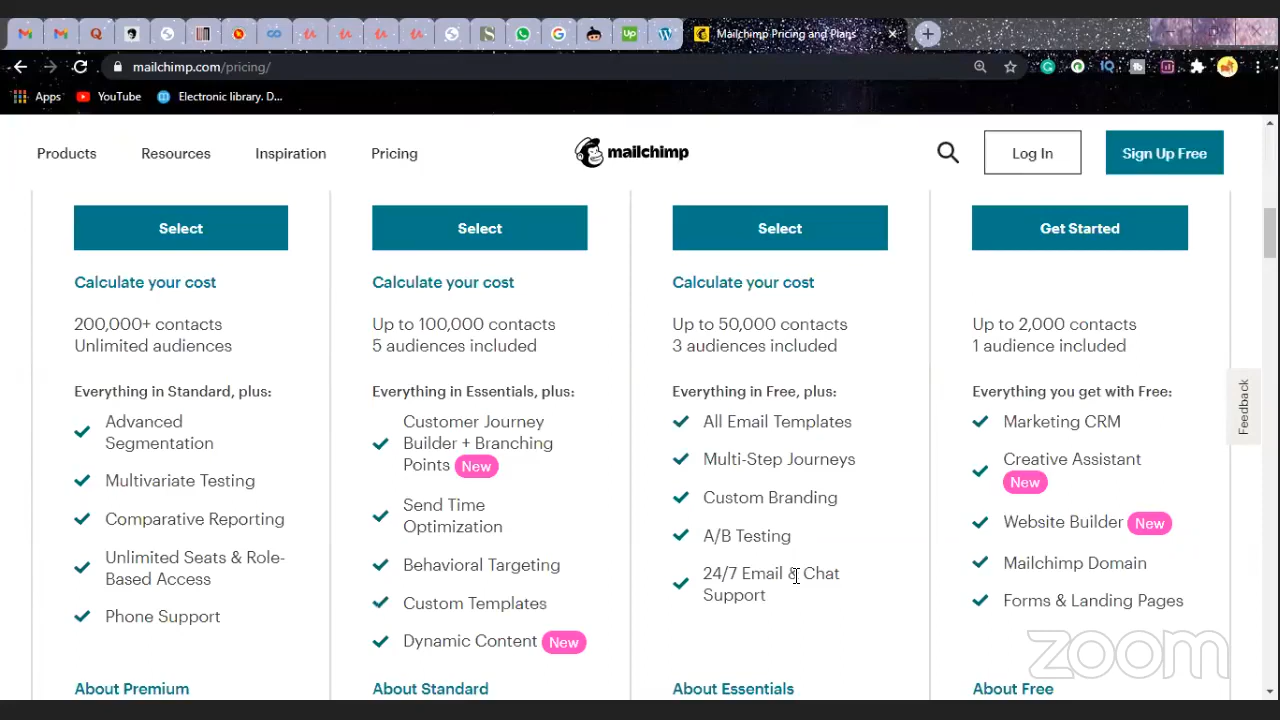 Mailchimp Pricing and Plans
mailchimp.com/pricing/
Apps YouTube Electronic library. D...
Products Resources Inspiration Pricing mailchimp Log In Sign Up Free
Select
Calculate your cost
200,000+ contacts
Unlimited audiences
Everything in Standard, plus:
Advanced
Segmentation
Multivariate Testing
Comparative Reporting
Unlimited Seats & Role-
Based Access
Phone Support
About Premium
Select
Calculate your cost
Up to 100,000 contacts
5 audiences included
Everything in Essentials, plus:
Customer Journey
Builder + Branching
Points New
Send Time
Optimization
Behavioral Targeting
Custom Templates
Dynamic Content New
About Standard
Select
Calculate your cost
Up to 50,000 contacts
3 audiences included
Everything in Free, plus:
All Email Templates
Multi-Step Journeys
Custom Branding
A/B Testing
24/7 Email & Chat
Support
About Essentials
Get Started
Up to 2,000 contacts
1 audience included
Everything you get with Free:
Marketing CRM
Creative Assistant
New
Website Builder New
Mailchimp Domain
Forms & Landing Pages
About Free
Feedback
zoom